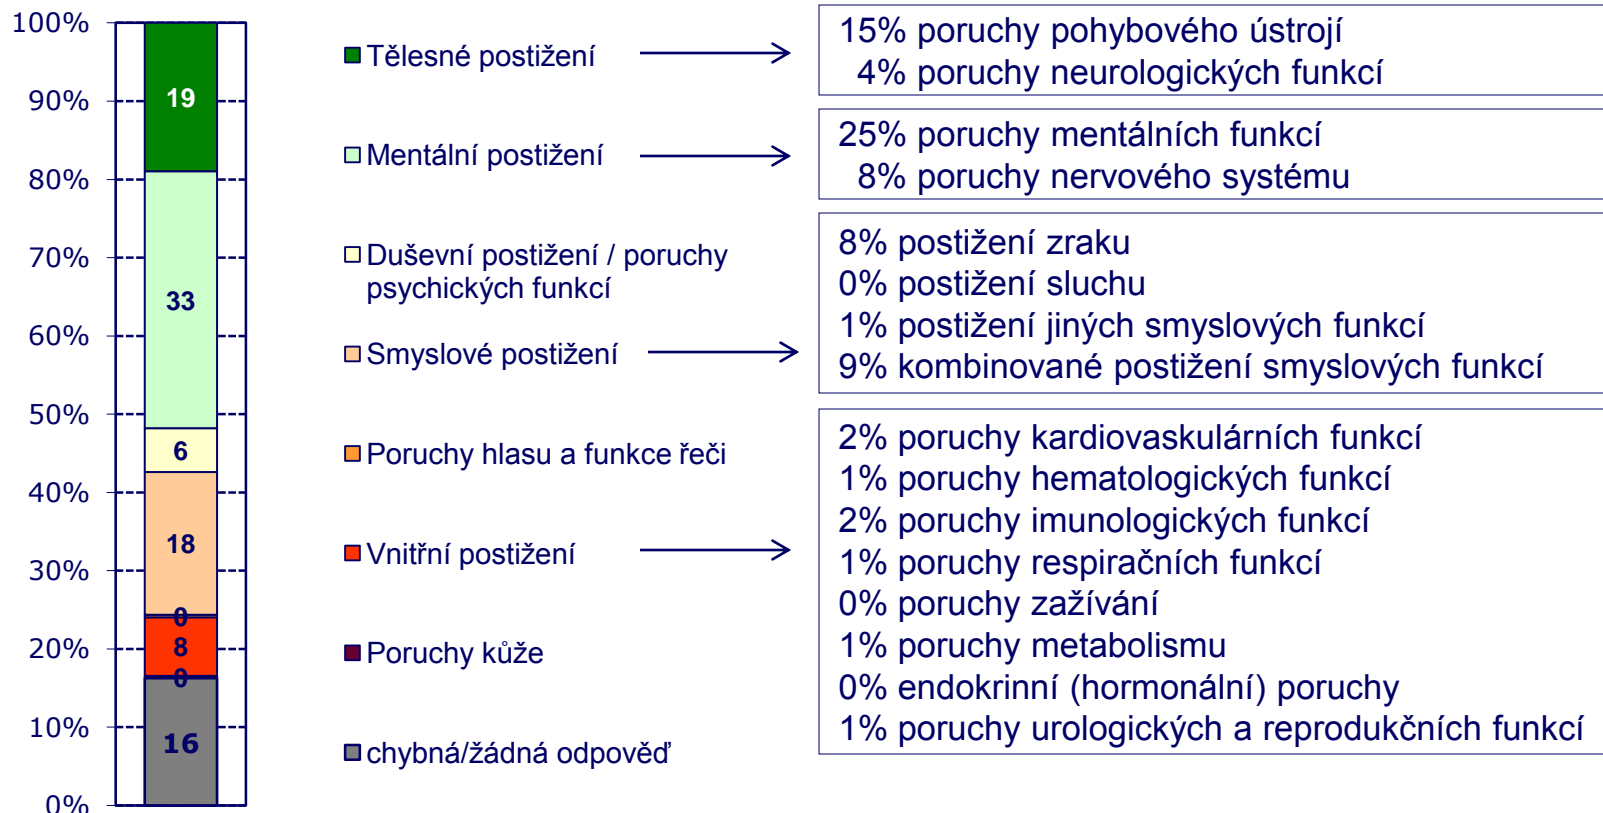 100%
90%
80%
70%
60%
50%
40%
30%
20%
10%
0%
19
33
6
18
0
8
0
16
Tělesné postižení
Mentální postižení
Duševní postižení / poruchy
psychických funkcí
Smyslové postižení
Poruchy hlasu a funkce řeči
Vnitřní postižení
Poruchy kůže
chybná/žádná odpověď
15% poruchy pohybového ústrojí
4% poruchy neurologických funkcí
25% poruchy mentálních funkcí
8% poruchy nervového systému
8% postižení zraku
0% postižení sluchu
1% postižení jiných smyslových funkcí
9% kombinované postižení smyslových funkcí
2% poruchy kardiovaskulárních funkcí
1% poruchy hematologických funkcí
2% poruchy imunologických funkcí
1% poruchy respiračních funkcí
0% poruchy zažívání
1% poruchy metabolismu
0% endokrinní (hormonální) poruchy
1% poruchy urologických a reprodukčních funkcí